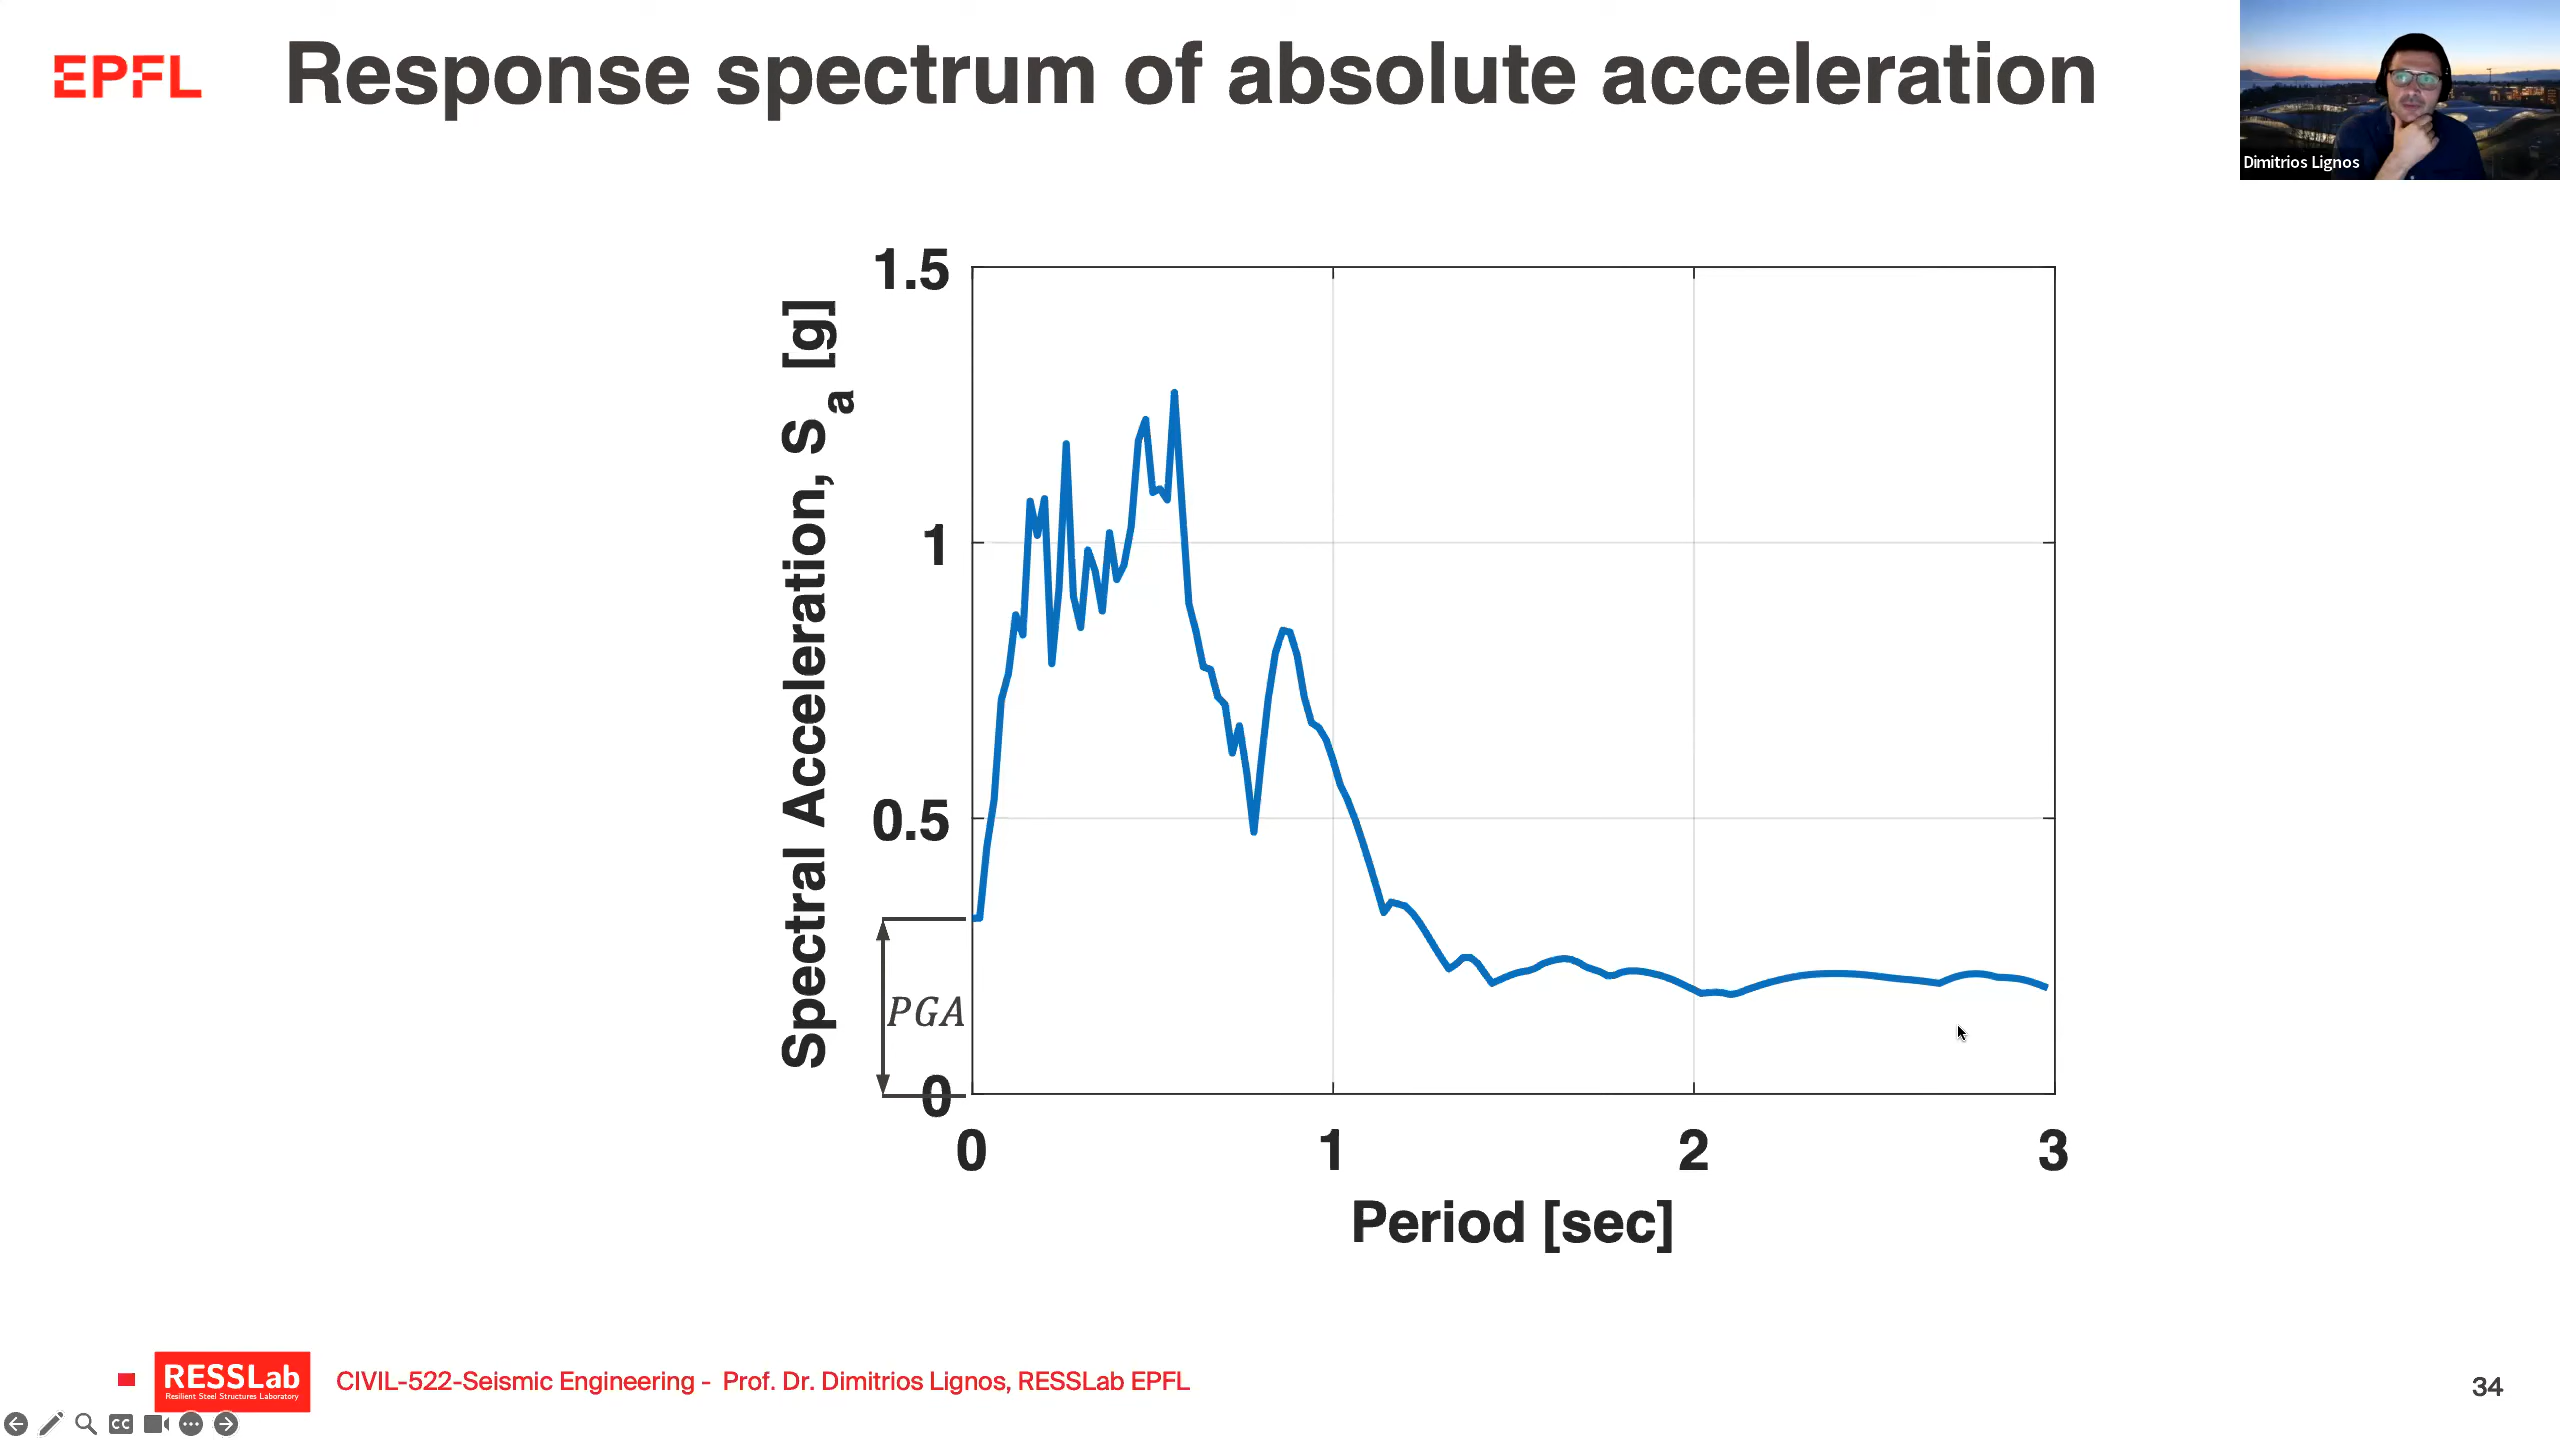 EPFL
Response spectrum of absolute acceleration
Dimitrios Lignos
Spectral Acceleration, Sa [g]
1.5
1
0.5
0
PGA
0 1 2 3
Period [sec]
RESSLab
Resilient Steel Structures Laboratory
CIVIL-522-Seismic Engineering - Prof. Dr. Dimitrios Lignos, RESSLab EPFL
34
CC